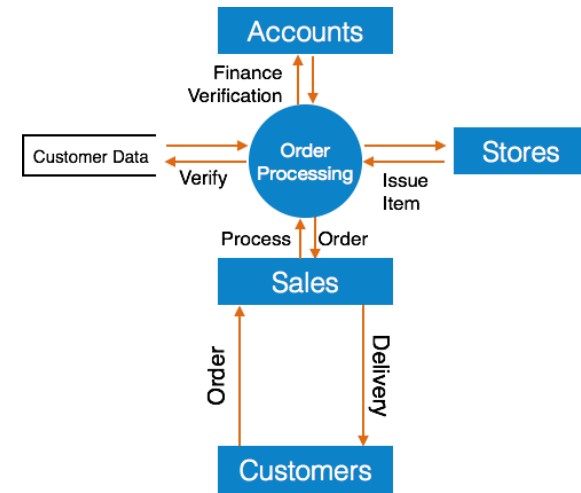 Accounts
Finance
Verification
Customer Data
Order
Processing
Stores
Verify
Issue
Item
Process
Order
Sales
Order
Delivery
Customers